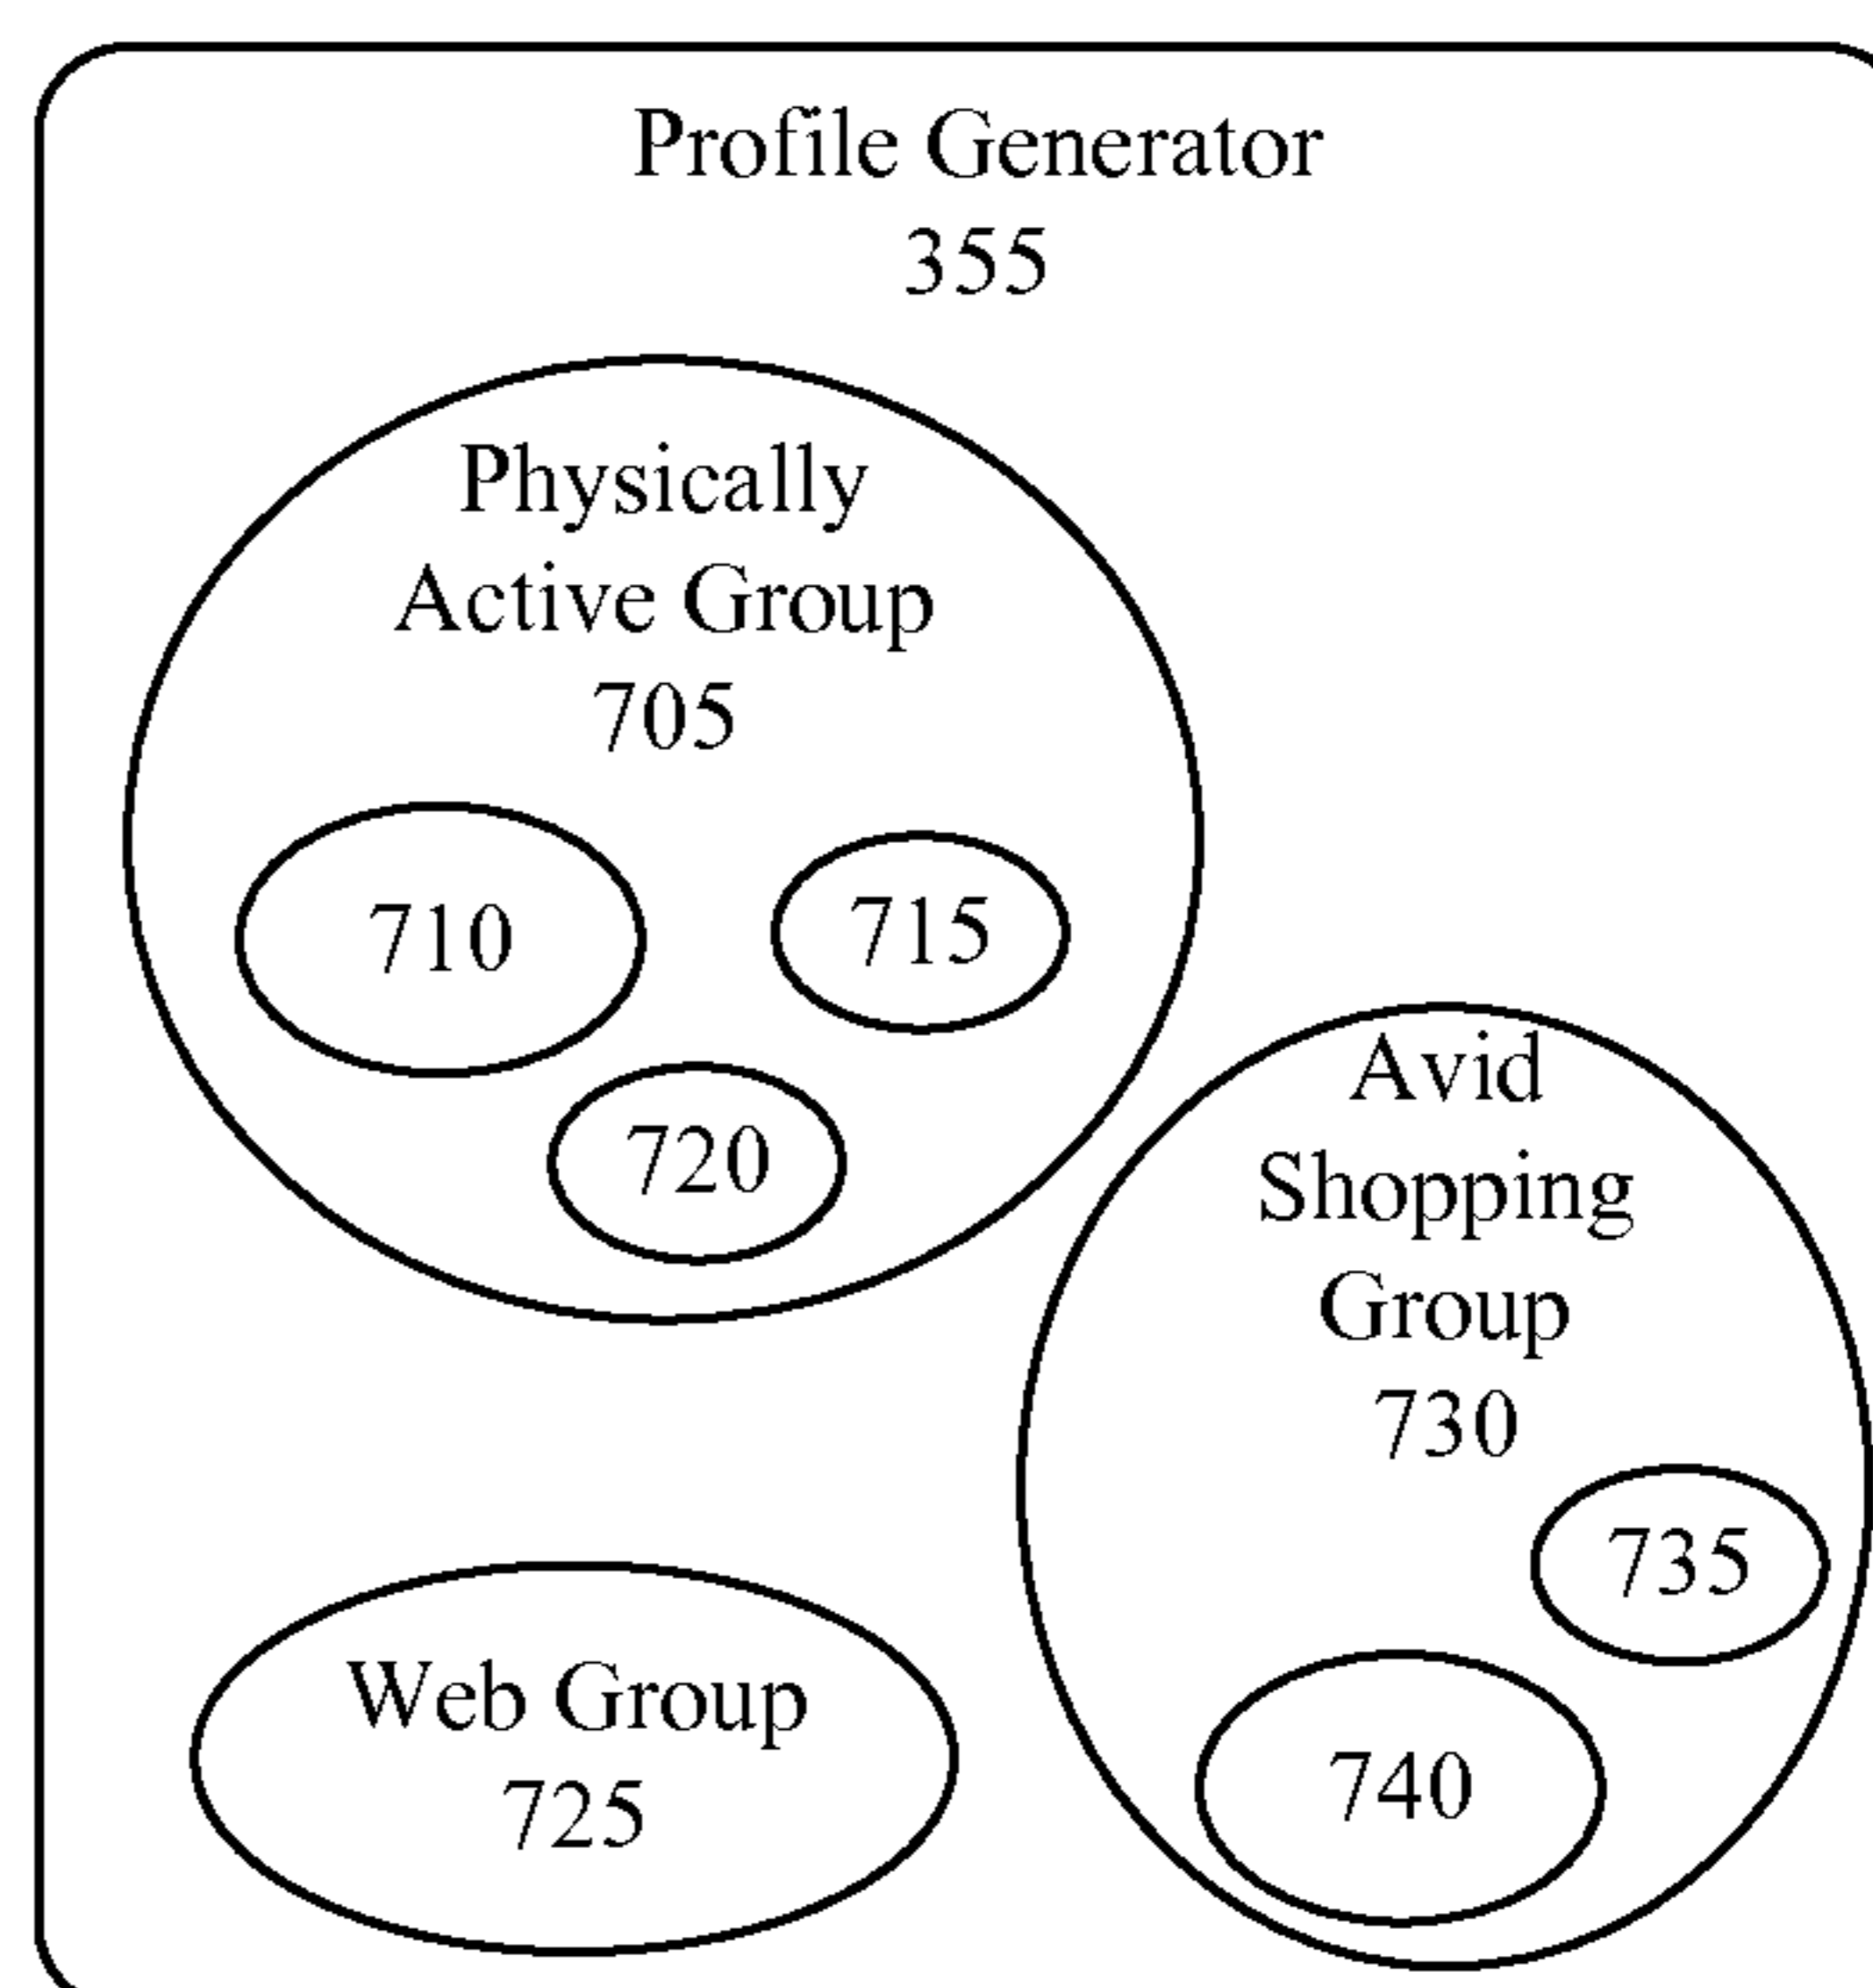 Profile Generator
355
Physically
Active Group
705
710
715
720
Avid
Shopping
Group
730
735
740
Web Group
725